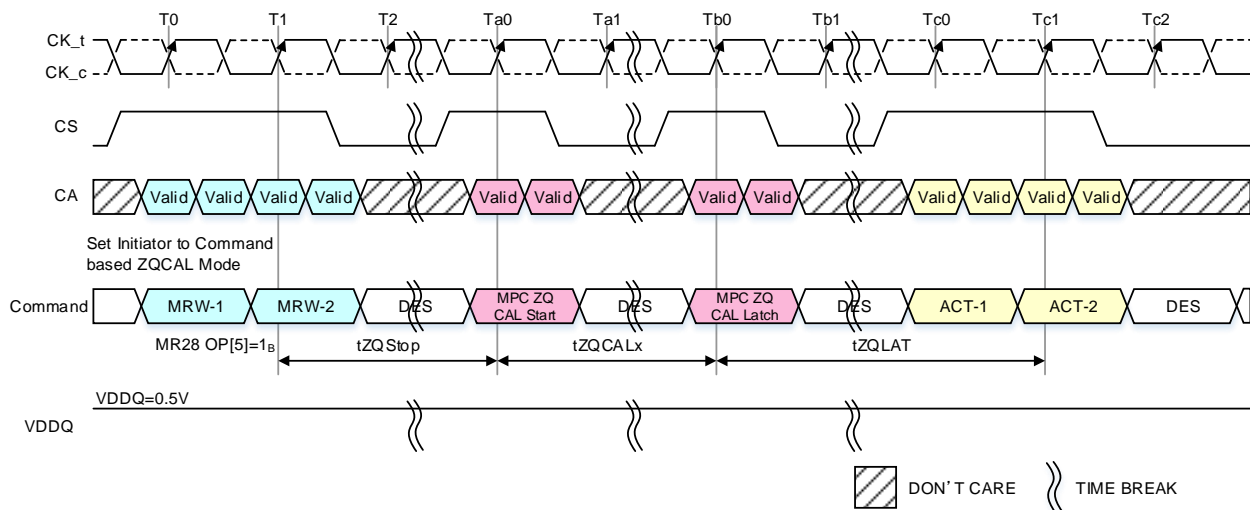 T0 T1 T2 Ta0 Ta1 Tb0 Tb1 Tc0 Tc1 Tc2
CK_t
CK_c
CS
CA Valid Valid Valid Valid Valid Valid Valid Valid Valid Valid Valid Valid
Set Initiator to Command
based ZQCAL Mode
Command MRW-1 MRW-2 DES MPC ZQ CAL Start DES MPC ZQ CAL Latch DES ACT-1 ACT-2 DES
MR28 OP[5]=1B tZQStop tZQCALx tZQLAT
VDDQ=0.5V
VDDQ
DON'T CARE TIME BREAK